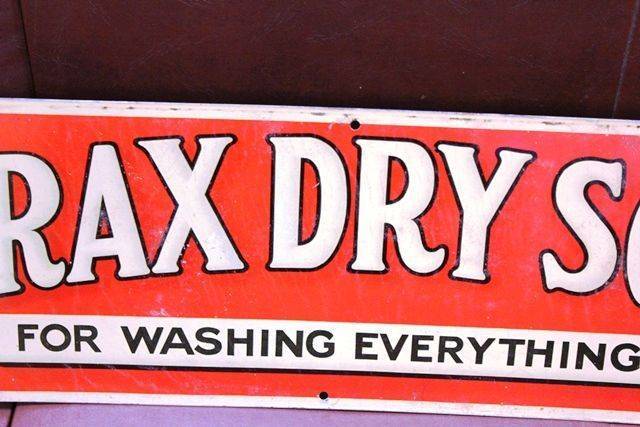 RAX DRY S
FOR WASHING EVERYTHING